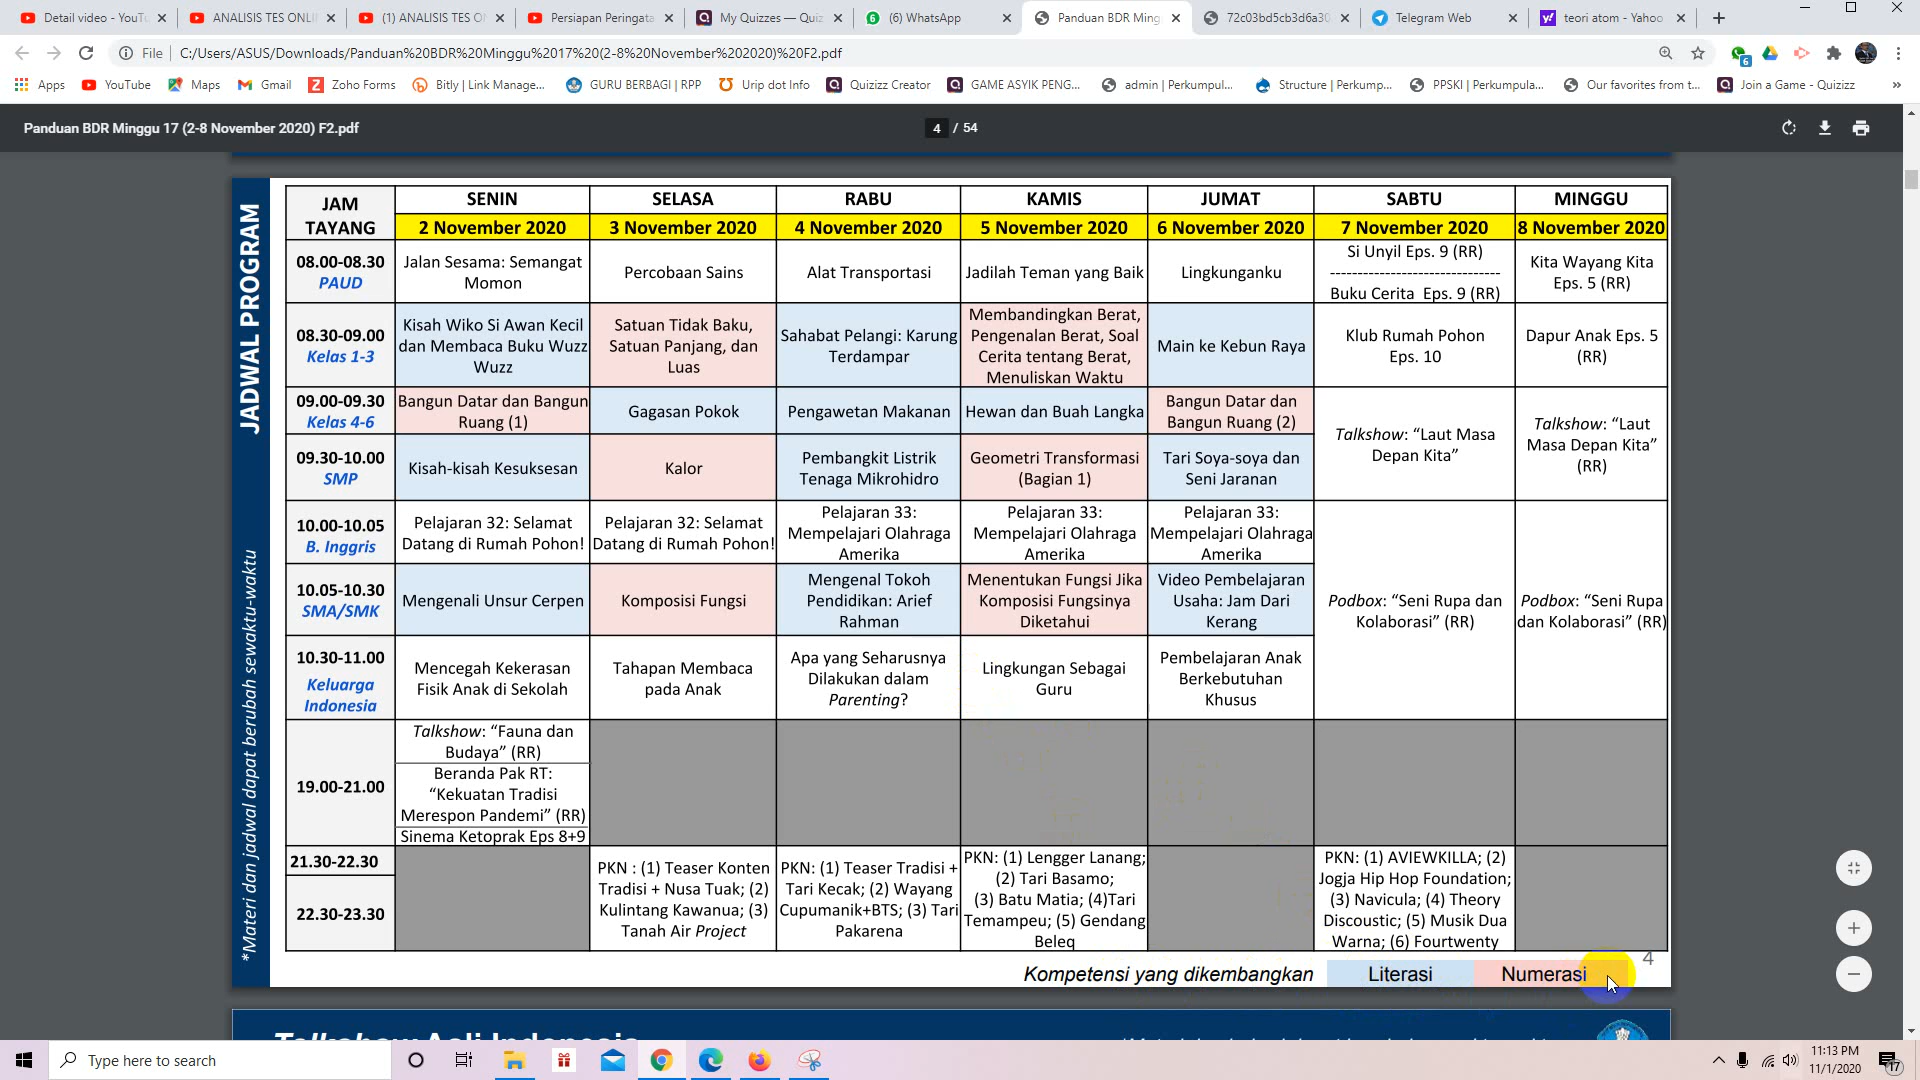 Detail video - YouT
ANALISIS TES ONLI
(1) ANALISIS TES O
Persiapan Peringata
My Quizzes — Quiz
(6) WhatsApp
Panduan BDR Ming
72c03bd5cb3d6a30
Telegram Web
teori atom - Yahoo
File
C:/Users/ASUS/Downloads/Panduan%20BDR%20Minggu%2017%20(2-8%20November%202020)%20F2.pdf
6
Apps
YouTube
Maps
Gmail
Zoho Forms
Bitly | Link Manage...
GURU BERBAGI | RPP
Urip dot Info
Quizizz Creator
GAME ASYIK PENG...
admin | Perkumpul...
Structure | Perkump...
PPSKI | Perkumpula...
Our favorites from t...
Join a Game - Quizizz
»
Panduan BDR Minggu 17 (2-8 November 2020) F2.pdf
4 / 54
JADWAL PROGRAM
*Materi dan jadwal dapat berubah sewaktu-waktu
JAM
TAYANG
SENIN
SELASA
RABU
KAMIS
JUMAT
SABTU
MINGGU
2 November 2020
3 November 2020
4 November 2020
5 November 2020
6 November 2020
7 November 2020
8 November 2020
08.00-08.30
PAUD
Jalan Sesama: Semangat
Momon
Percobaan Sains
Alat Transportasi
Jadilah Teman yang Baik
Lingkunganku
Si Unyil Eps. 9 (RR)
--------------------------------
Buku Cerita Eps. 9 (RR)
Kita Wayang Kita
Eps. 5 (RR)
08.30-09.00
Kelas 1-3
Kisah Wiko Si Awan Kecil
dan Membaca Buku Wuzz
Wuzz
Satuan Tidak Baku,
Satuan Panjang, dan
Luas
Sahabat Pelangi: Karung
Terdampar
Membandingkan Berat,
Pengenalan Berat, Soal
Cerita tentang Berat,
Menuliskan Waktu
Main ke Kebun Raya
Klub Rumah Pohon
Eps. 10
Dapur Anak Eps. 5
(RR)
09.00-09.30
Kelas 4-6
Bangun Datar dan Bangun
Ruang (1)
Gagasan Pokok
Pengawetan Makanan
Hewan dan Buah Langka
Bangun Datar dan
Bangun Ruang (2)
Talkshow: “Laut Masa
Depan Kita”
Talkshow: “Laut
Masa Depan Kita”
(RR)
09.30-10.00
SMP
Kisah-kisah Kesuksesan
Kalor
Pembangkit Listrik
Tenaga Mikrohidro
Geometri Transformasi
(Bagian 1)
Tari Soya-soya dan
Seni Jaranan
10.00-10.05
B. Inggris
Pelajaran 32: Selamat
Datang di Rumah Pohon!
Pelajaran 32: Selamat
Datang di Rumah Pohon!
Pelajaran 33:
Mempelajari Olahraga
Amerika
Pelajaran 33:
Mempelajari Olahraga
Amerika
Pelajaran 33:
Mempelajari Olahraga
Amerika
Podbox: “Seni Rupa dan
Kolaborasi” (RR)
Podbox: “Seni Rupa
dan Kolaborasi” (RR)
10.05-10.30
SMA/SMK
Mengenali Unsur Cerpen
Komposisi Fungsi
Mengenal Tokoh
Pendidikan: Arief
Rahman
Menentukan Fungsi Jika
Komposisi Fungsinya
Diketahui
Video Pembelajaran
Usaha: Jam Dari
Kerang
10.30-11.00
Keluarga
Indonesia
Mencegah Kekerasan
Fisik Anak di Sekolah
Tahapan Membaca
pada Anak
Apa yang Seharusnya
Dilakukan dalam
Parenting?
Lingkungan Sebagai
Guru
Pembelajaran Anak
Berkebutuhan
Khusus
19.00-21.00
Talkshow: “Fauna dan
Budaya” (RR)
Beranda Pak RT:
“Kekuatan Tradisi
Merespon Pandemi” (RR)
Sinema Ketoprak Eps 8+9
21.30-22.30
22.30-23.30
PKN : (1) Teaser Konten
Tradisi + Nusa Tuak; (2)
Kulintang Kawanua; (3)
Tanah Air Project
PKN: (1) Teaser Tradisi +
Tari Kecak; (2) Wayang
Cupumanik+BTS; (3) Tari
Pakarena
PKN: (1) Lengger Lanang;
(2) Tari Basamo;
(3) Batu Matia; (4)Tari
Temampeu; (5) Gendang
Beleq
PKN: (1) AVIEWKILLA; (2)
Jogja Hip Hop Foundation;
(3) Navicula; (4) Theory
Discoustic; (5) Musik Dua
Warna; (6) Fourtwenty
Kompetensi yang dikembangkan
Literasi
Numerasi
4
Talkshow Asli Indonesia
Type here to search
11:13 PM
11/1/2020
17